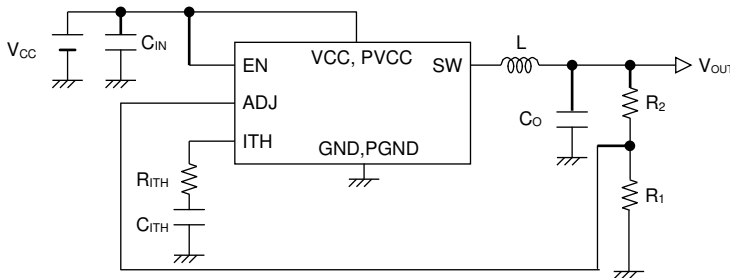 VCC
CIN
EN
VCC, PVCC
SW
L
VOUT
ADJ
CO
R2
ITH
GND,PGND
RITH
R1
CITH